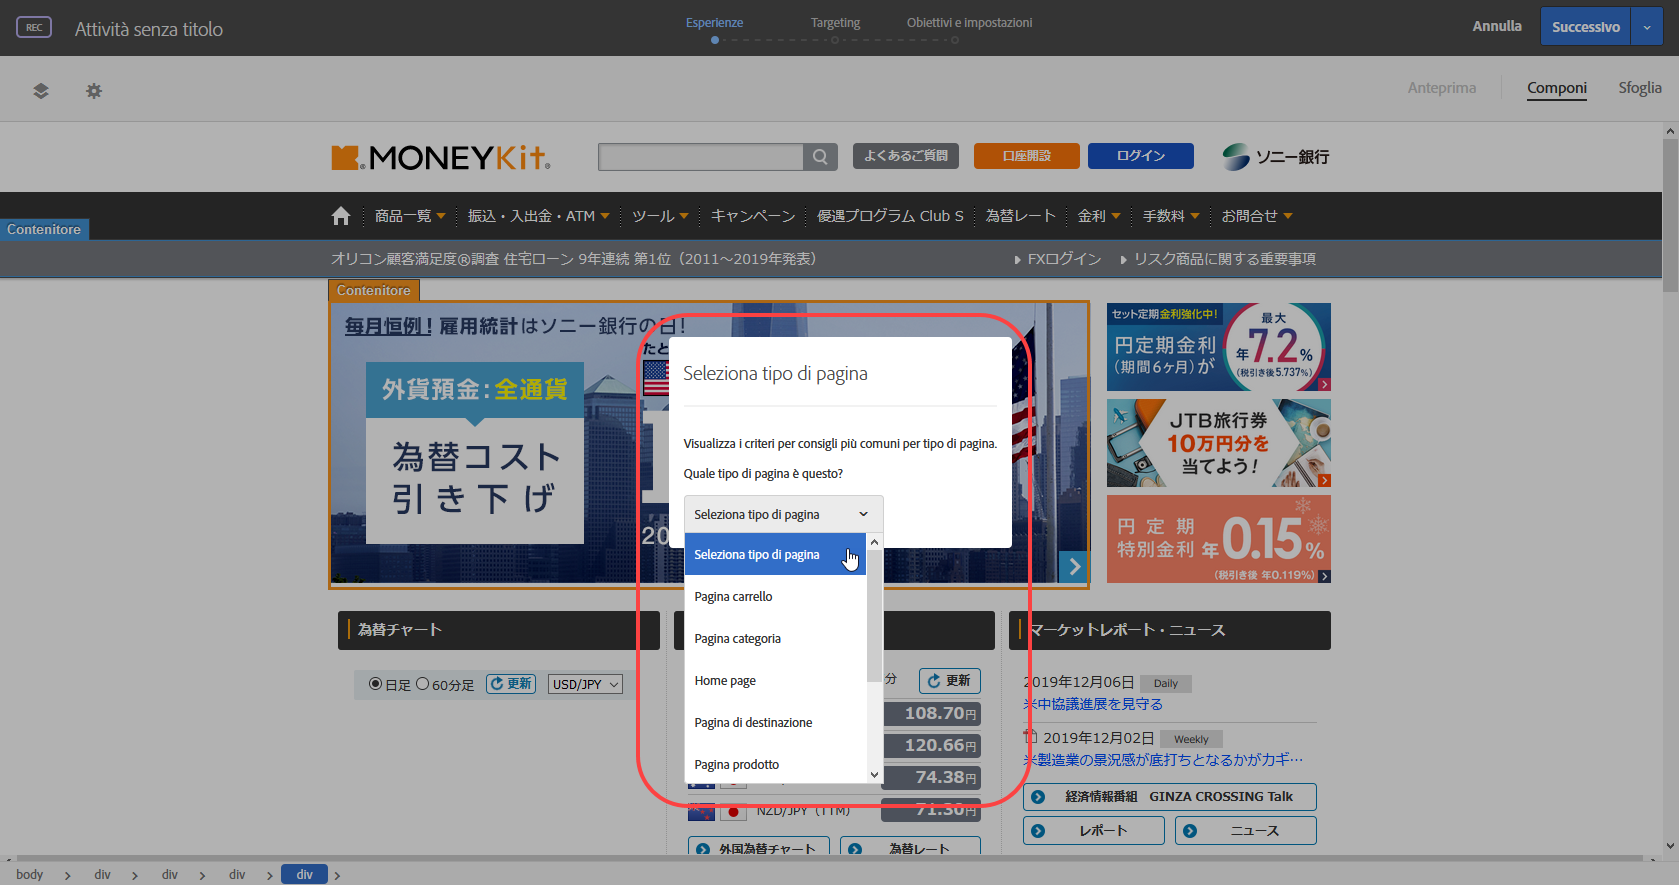 REC
Attività senza titolo
Esperienze
Targeting
Obiettivi e impostazioni
Annulla
Successivo
Anteprima
Componi
Sfoglia
MONEYKit
よくあるご質問
口座開設
ログイン
ソニー銀行
商品一覧
振込・入出金・ATM
ツール
キャンペーン
優遇プログラム Club S
為替レート
金利
手数料
お問合せ
Contenitore
オリコン顧客満足度®調査 住宅ローン 9年連続 第1位（2011～2019年発表）
FXログイン
リスク商品に関する重要事項
Contenitore
毎月恒例！雇用統計はソニー銀行の日！
たと
外貨預金：全通貨
為替コスト
引き下げ
20
セット定期金利強化中！
円定期金利
（期間6ヶ月）が
最大
年7.2%
（税引き後5.737%）
JTB旅行券
10万円分を
当てよう！
円定期
特別金利 年0.15%
（税引き後 年0.119%）
Seleziona tipo di pagina
Visualizza i criteri per consigli più comuni per tipo di pagina.
Quale tipo di pagina è questo?
Seleziona tipo di pagina
Seleziona tipo di pagina
Pagina carrello
Pagina categoria
Home page
Pagina di destinazione
Pagina prodotto
為替チャート
日足
60分足
更新
USD/JPY
分
更新
108.70円
120.66円
74.38円
NZD/JPY（TTM）
71.30円
外国為替チャート
為替レート
マーケットレポート・ニュース
2019年12月06日
Daily
米中協議進展を見守る
2019年12月02日
Weekly
米製造業の景況感が底打ちとなるかがカギ…
経済情報番組 GINZA CROSSING Talk
レポート
ニュース
body
div
div
div
div